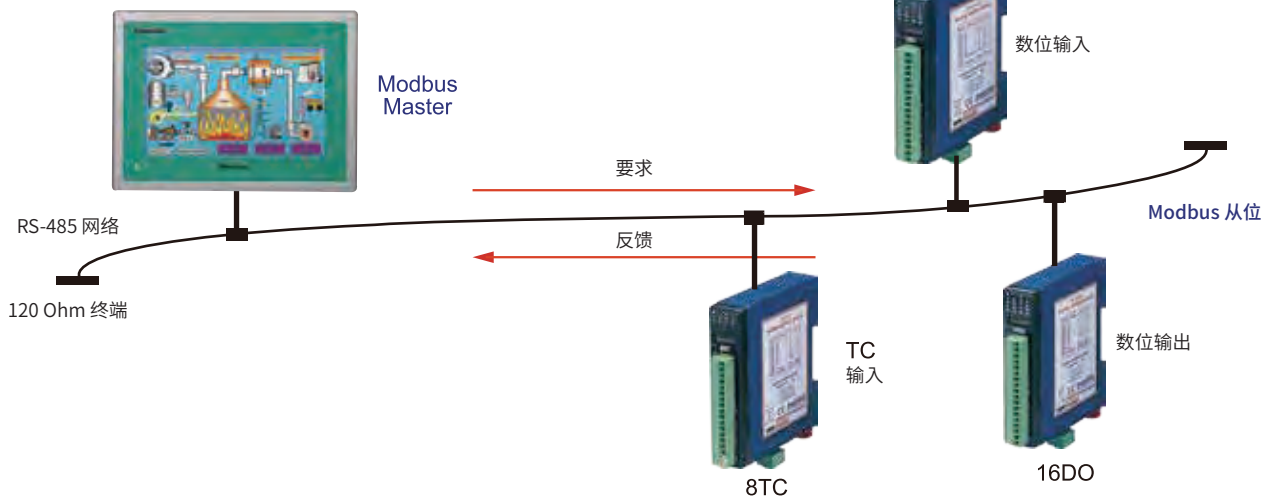 数位输入
Modbus
Master
要求
RS-485 网络
Modbus 从位
反馈
120 Ohm 终端
TC
输入
数位输出
16DO
8TC